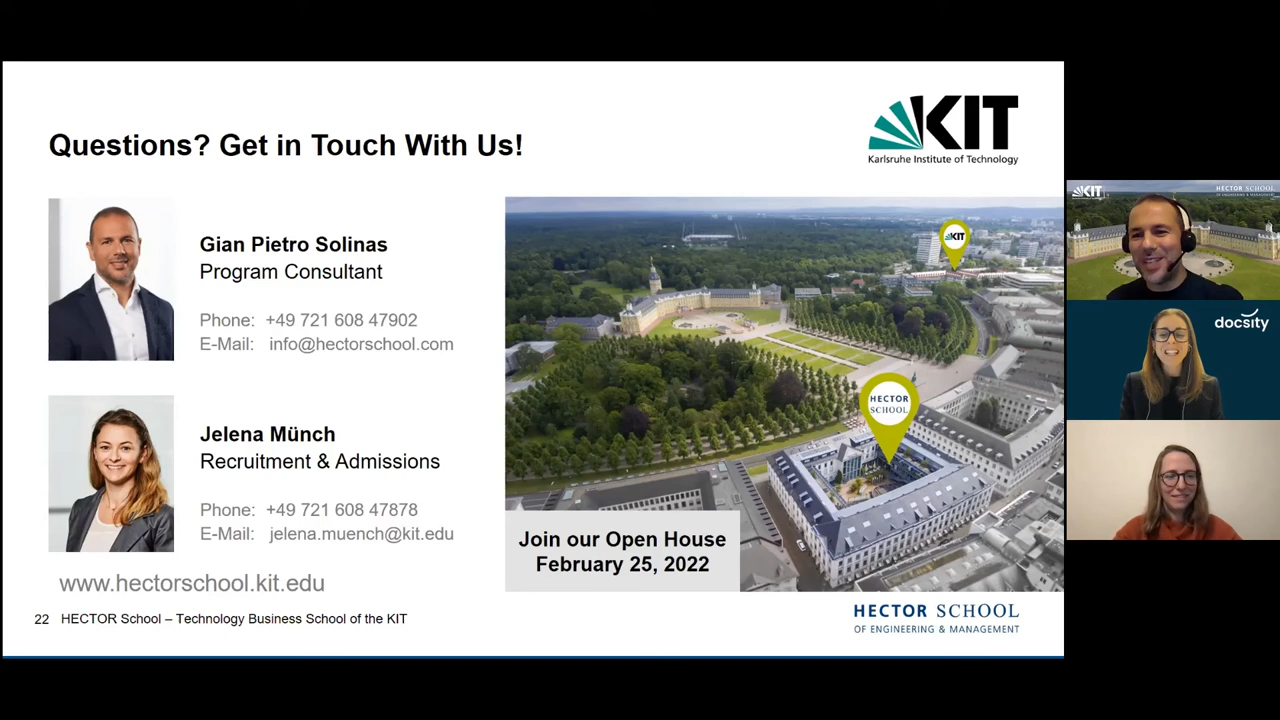 Questions? Get in Touch With Us!
KIT
Karlsruhe Institute of Technology
Gian Pietro Solinas
Program Consultant
Phone: +49 721 608 47902
E-Mail: info@hectorschool.com
Jelena Münch
Recruitment & Admissions
Phone: +49 721 608 47878
E-Mail: jelena.muench@kit.edu
www.hectorschool.kit.edu
KIT
HECTOR
SCHOOL
Join our Open House
February 25, 2022
22 HECTOR School – Technology Business School of the KIT
HECTOR SCHOOL
OF ENGINEERING & MANAGEMENT
KIT
HECTOR SCHOOL
OF ENGINEERING & MANAGEMENT
docsity